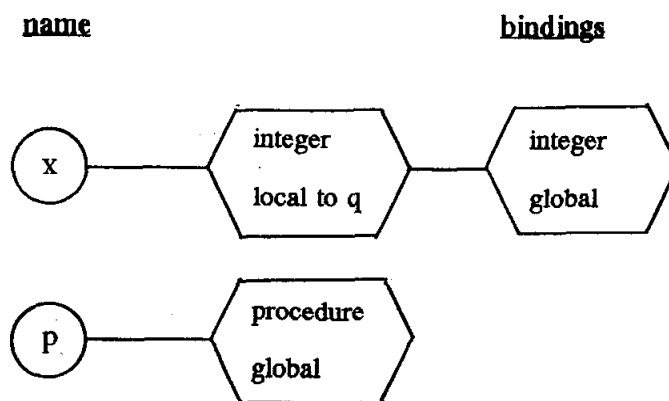 name bindings
x integer integer
local to q global
p procedure
global